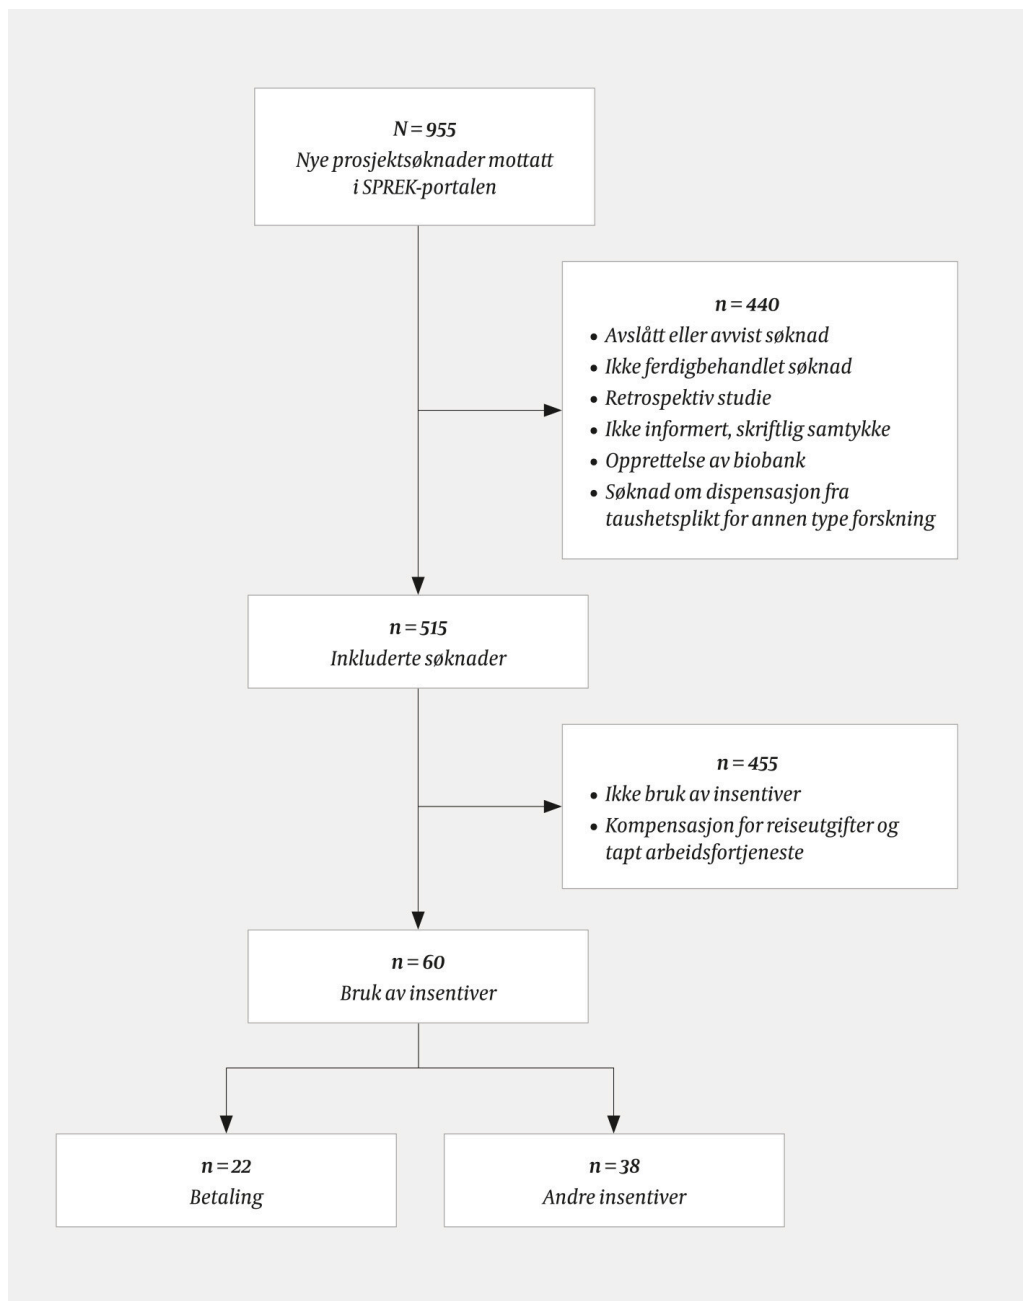 N = 955
Nye prosjektsøknader mottatt
i SPREK-portalen
n = 440
• Avslått eller avvist søknad
• Ikke ferdigbehandlet søknad
• Retrospektiv studie
• Ikke informert, skriftlig samtykke
• Opprettelse av biobank
• Søknad om dispensasjon fra
taushetsplikt for annen type forskning
n = 515
Inkluderte søknader
n = 455
• Ikke bruk av insentiver
• Kompensasjon for reiseutgifter og
tapt arbeidsfortjeneste
n = 60
Bruk av insentiver
n = 22
Betaling
n = 38
Andre insentiver